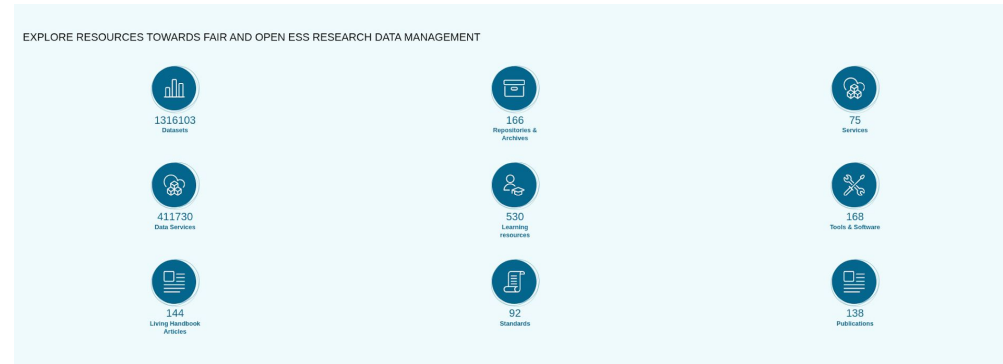 EXPLORE RESOURCES TOWARDS FAIR AND OPEN ESS RESEARCH DATA MANAGEMENT
1316103
Datasets
166
Repositories &
Archives
75
Services
411730
Data Services
530
Learning
resources
168
Tools & Software
144
Living Handbook
Articles
92
Standards
138
Publications